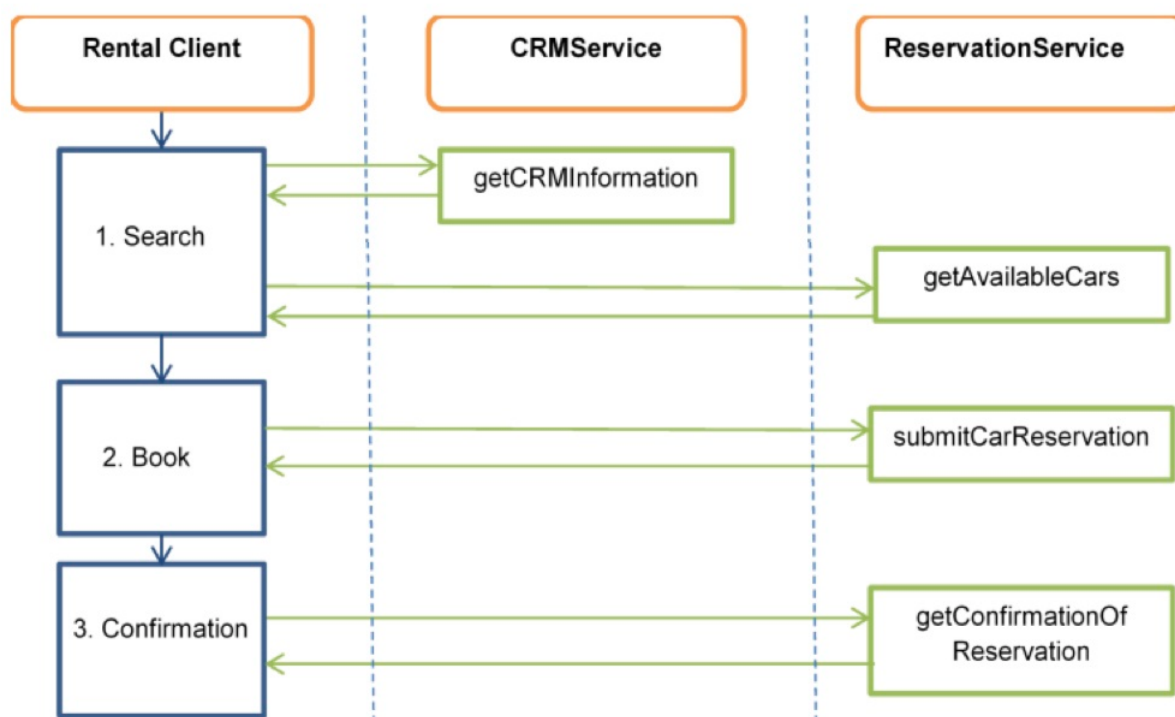 Rental Client
CRMService
ReservationService
1. Search
getCRMInformation
getAvailableCars
2. Book
submitCarReservation
3. Confirmation
getConfirmationOf
Reservation